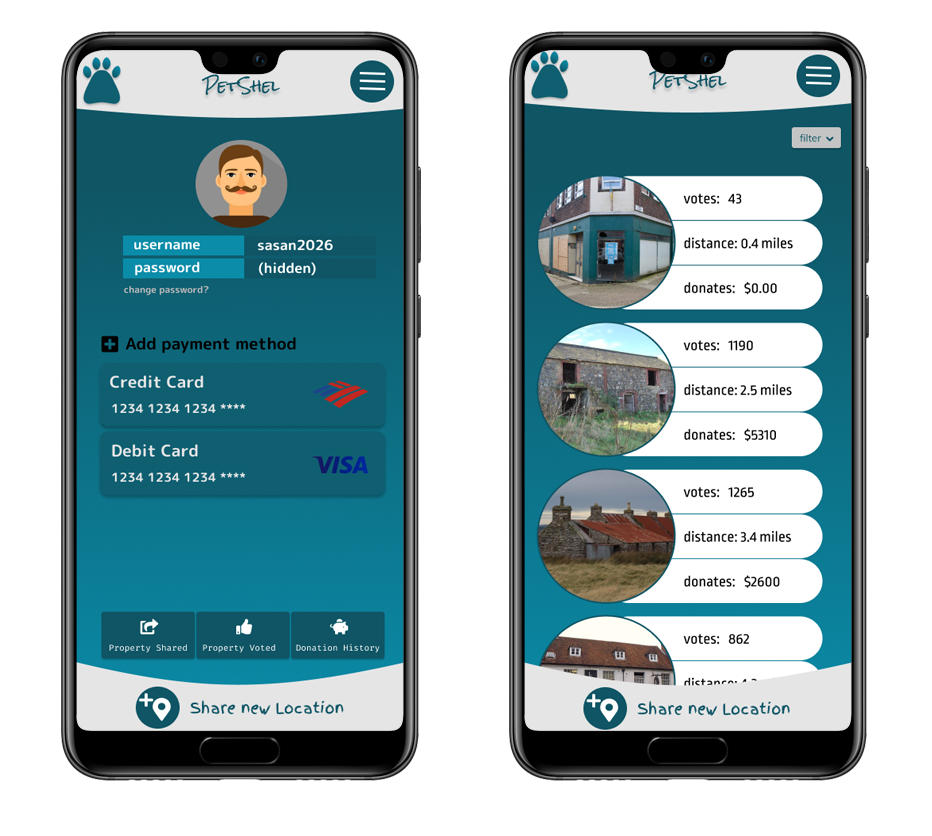 PetShel
username sasan2026
password (hidden)
change password?
Add payment method
Credit Card
1234 1234 1234 ****
Debit Card
1234 1234 1234 ****
VISA
Property Shared Property Voted Donation History
Share new Location
PetShel
filter
votes: 43
distance: 0.4 miles
donates: $0.00
votes: 1190
distance: 2.5 miles
donates: $5310
votes: 1265
distance: 3.4 miles
donates: $2600
votes: 862
distance:
Share new Location